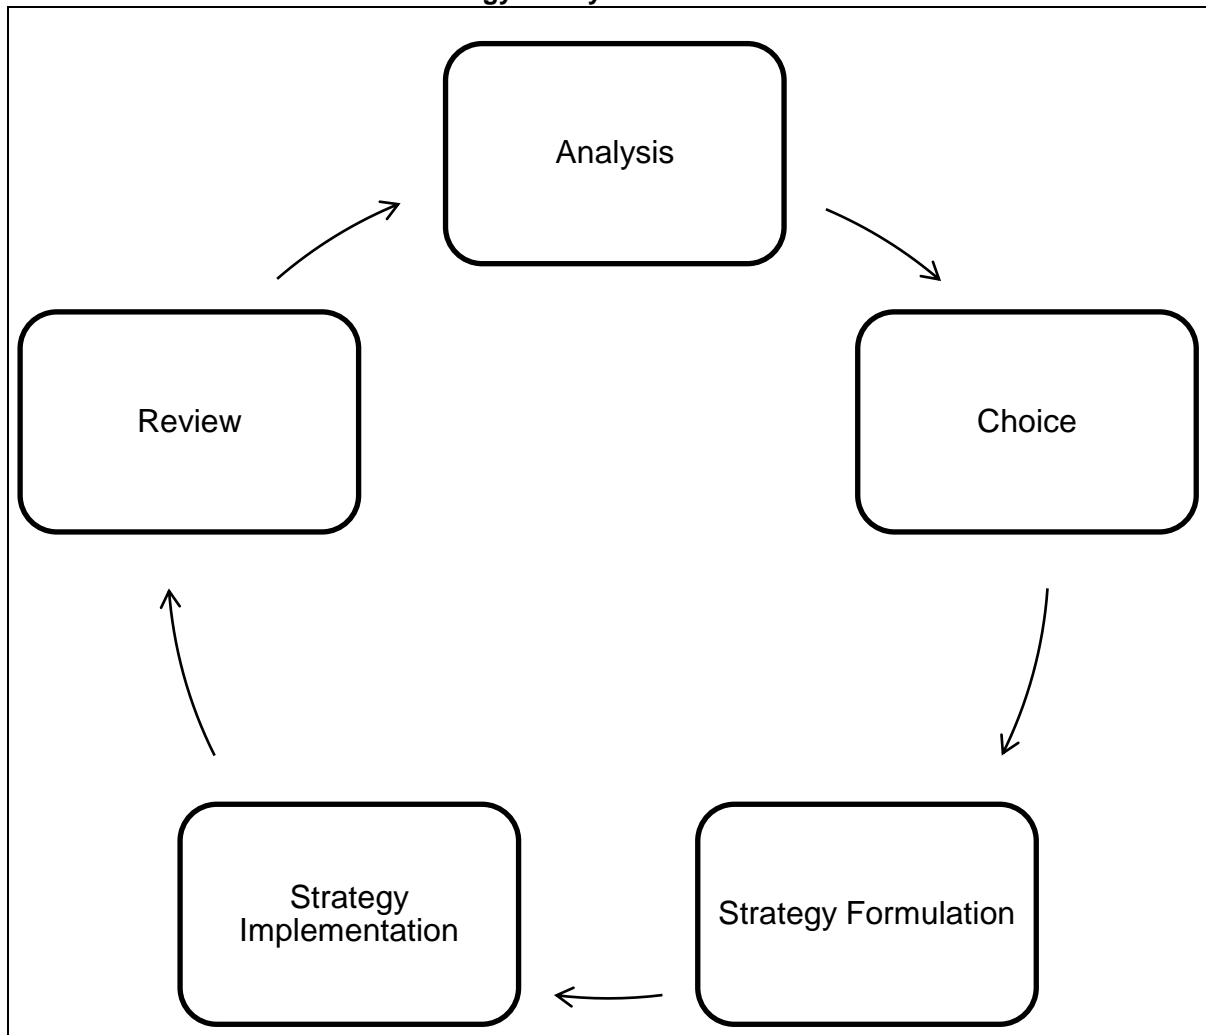 Analysis
Choice
Strategy Formulation
Strategy
Implementation
Review